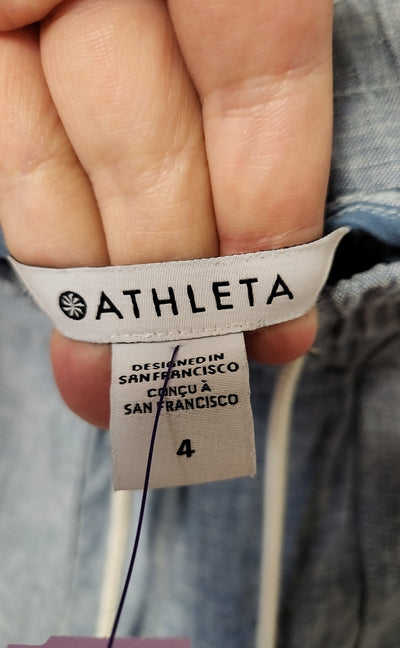 ATHLETA
DESIGNED IN
SAN FRANCISCO
CONÇU À
SAN FRANCISCO
4